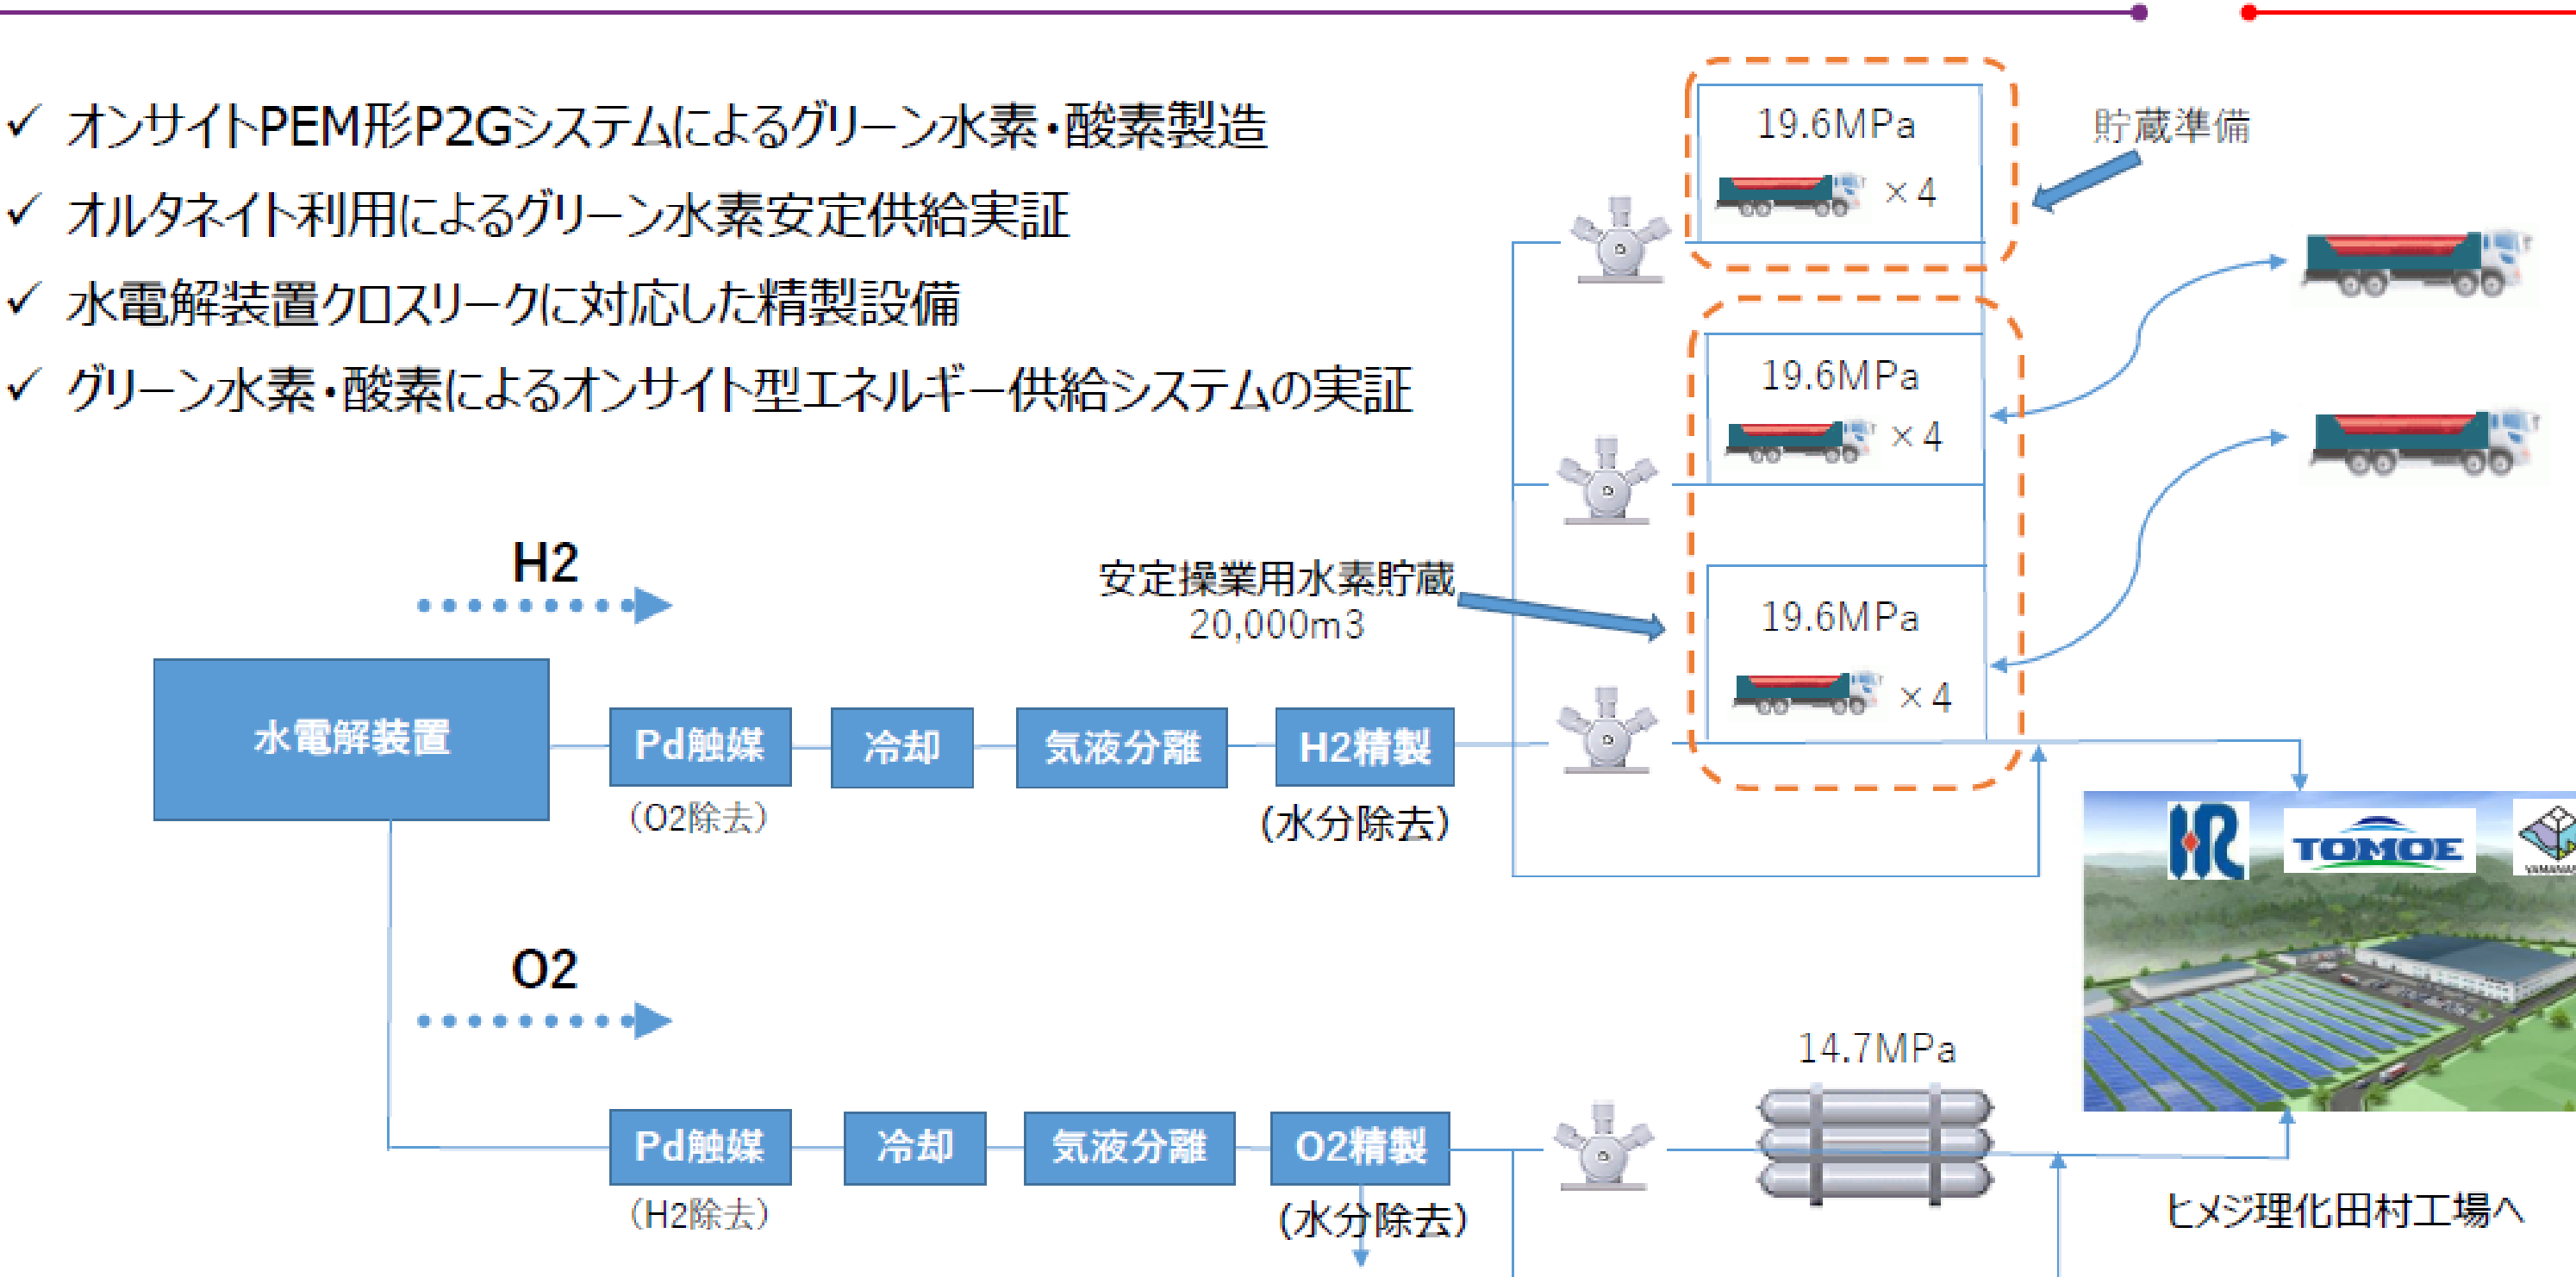 ✓ オンサイトPEM形P2Gシステムによるグリーン水素・酸素製造
✓ オルタネイト利用によるグリーン水素安定供給実証
✓ 水電解装置クロスリークに対応した精製設備
✓ グリーン水素・酸素によるオンサイト型エネルギー供給システムの実証
19.6MPa
×4
貯蔵準備
19.6MPa
×4
安定操業用水素貯蔵
20,000m3
19.6MPa
×4
H2
水電解装置
Pd触媒
冷却
気液分離
H2精製
(O2除去)
(水分除去)
HR
TOMOE
O2
14.7MPa
Pd触媒
冷却
気液分離
O2精製
(H2除去)
(水分除去)
ヒメジ理化田村工場へ